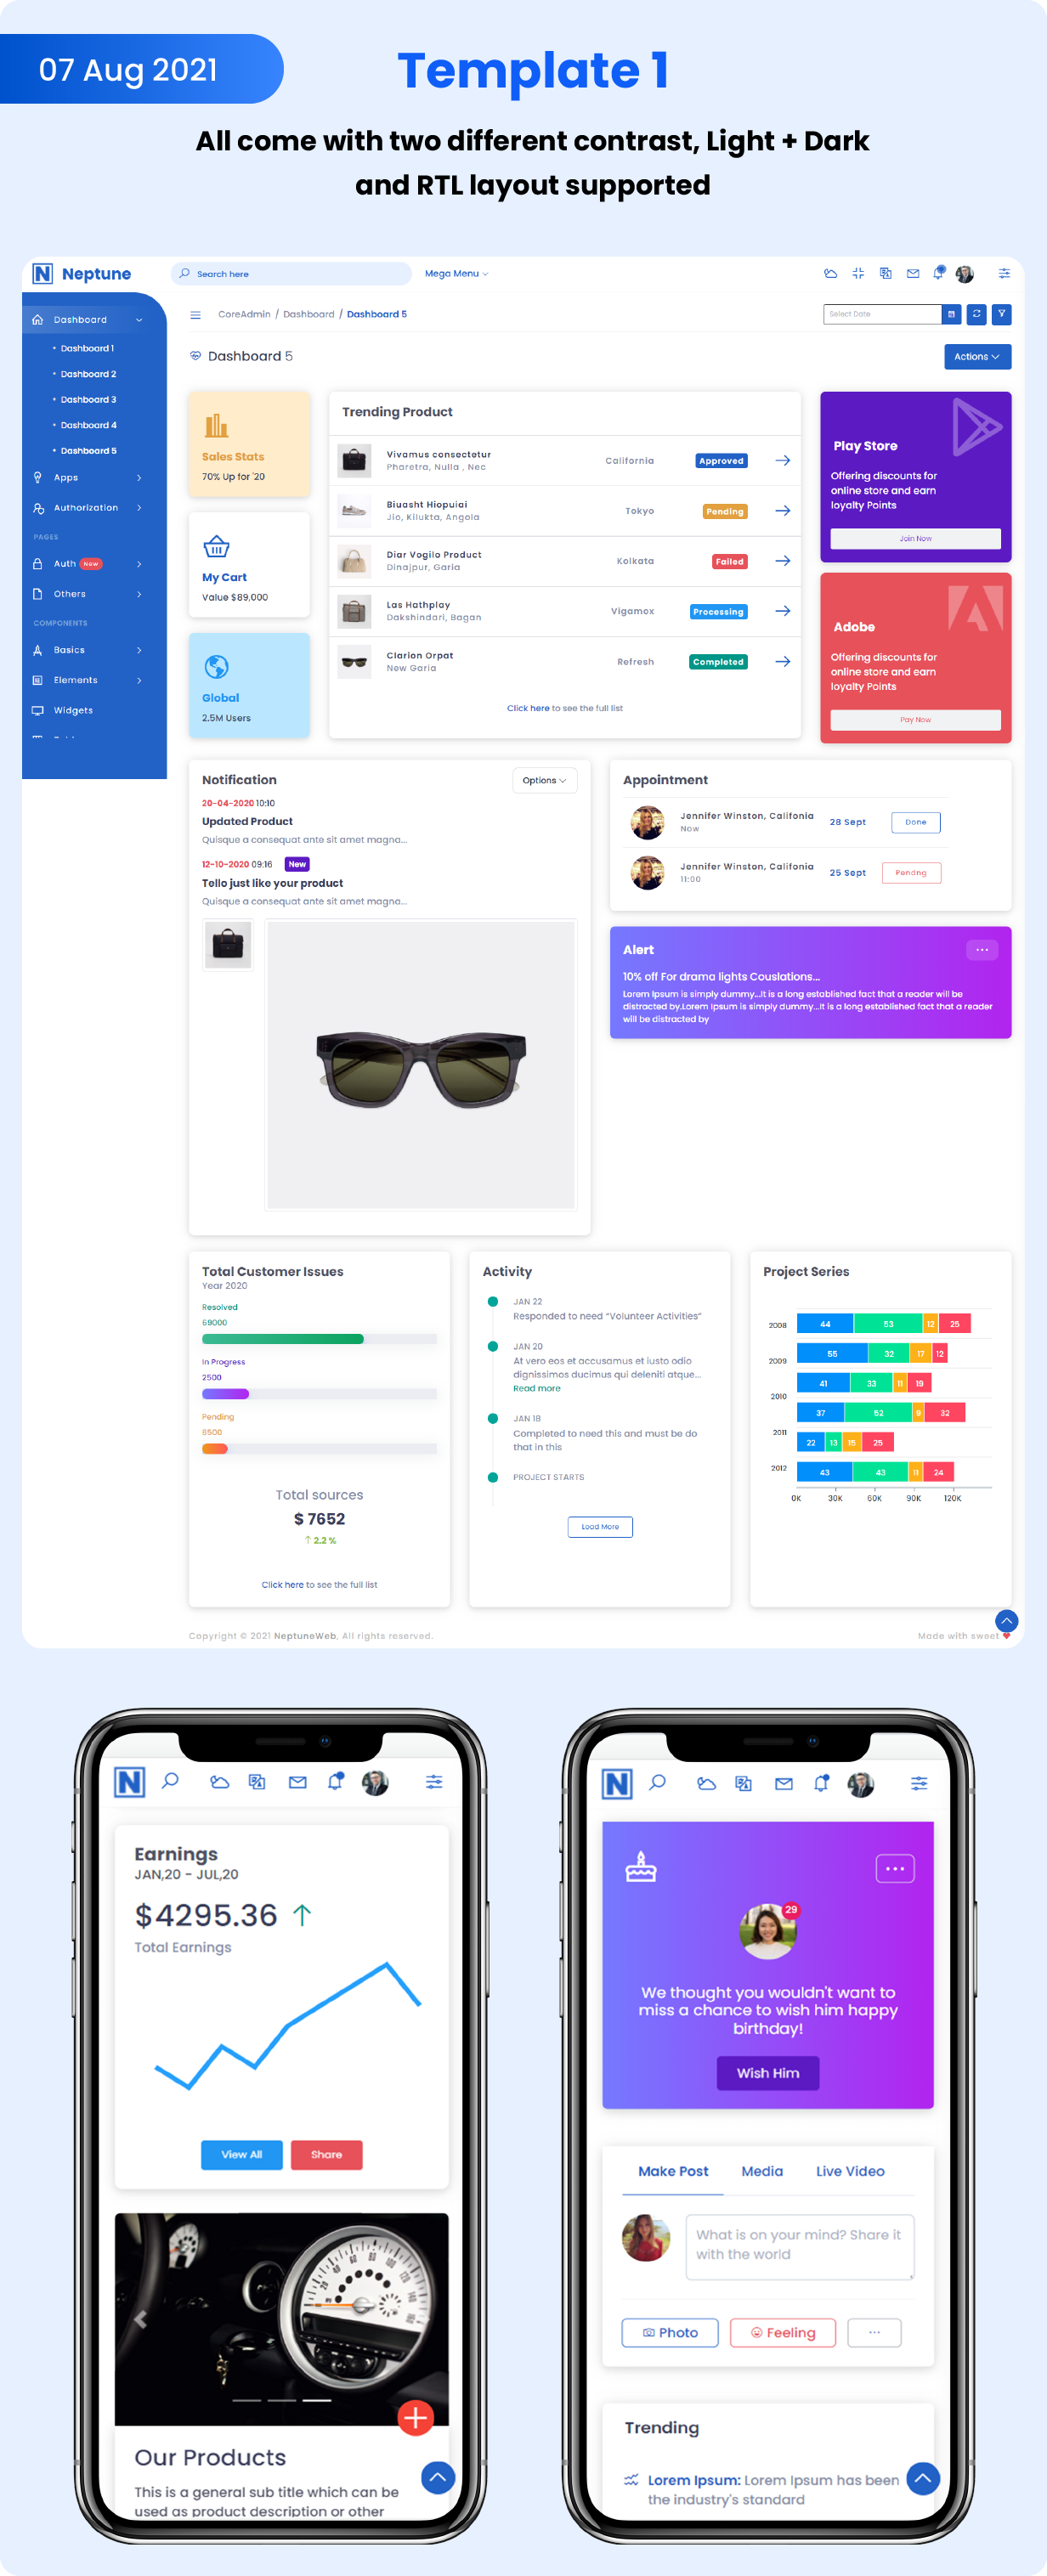 07 Aug 2021
Template 1
All come with two different contrast, Light + Dark
and RTL layout supported
N Neptune
Search here
Mega Menu
Dashboard
Dashboard 1
Dashboard 2
Dashboard 3
Dashboard 4
Dashboard 5
Apps
Authorization
PAGES
Auth New
Others
COMPONENTS
Basics
Elements
Widgets
CoreAdmin / Dashboard / Dashboard 5
Select Date
Dashboard 5
Actions
Sales Stats
70% Up for '20
My Cart
Value $89,000
Global
2.5M Users
Trending Product
Vivamus consectetur
Pharetra, Nulla , Nec
California
Approved
Biuasht Hiopuiai
Jio, Kilukta, Angola
Tokyo
Pending
Diar Vogilo Product
Dinajpur, Garia
Kolkata
Failed
Las Hathplay
Dakshindari, Bagan
Vigamox
Processing
Clarion Orpat
New Garia
Refresh
Completed
Click here to see the full list
Play Store
Offering discounts for
online store and earn
loyalty Points
Join Now
Adobe
Offering discounts for
online store and earn
loyalty Points
Pay Now
Notification
Options
20-04-2020 10:10
Updated Product
Quisque a consequat ante sit amet magna...
12-10-2020 09:16 New
Tello just like your product
Quisque a consequat ante sit amet magna...
Appointment
Jennifer Winston, Califonia
Now
28 Sept
Done
Jennifer Winston, Califonia
11:00
25 Sept
Pendng
Alert
10% off For drama lights Couslations...
Lorem Ipsum is simply dummy...It is a long established fact that a reader will be
distracted by.Lorem Ipsum is simply dummy...It is a long established fact that a reader
will be distracted by
Total Customer Issues
Year 2020
Resolved
69000
In Progress
2500
Pending
8500
Total sources
$ 7652
↑ 2.2 %
Click here to see the full list
Activity
JAN 22
Responded to need “Volunteer Activities”
JAN 20
At vero eos et accusamus et iusto odio
dignissimos ducimus qui deleniti atque...
Read more
JAN 18
Completed to need this and must be do
that in this
PROJECT STARTS
Load More
Project Series
2008
44 53 12 25
2009
55 32 17 12
41 33 11 19
2010
37 52 9 32
2011
22 13 15 25
2012
43 43 11 24
0K 30K 60K 90K 120K
Copyright © 2021 NeptuneWeb, All rights reserved.
Made with sweet
N
Earnings
JAN,20 - JUL,20
$4295.36
Total Earnings
View All
Share
Our Products
This is a general sub title which can be
used as product description or other
N
29
We thought you wouldn't want to
miss a chance to wish him happy
birthday!
Wish Him
Make Post
Media
Live Video
What is on your mind? Share it
with the world
Photo
Feeling
Trending
Lorem Ipsum: Lorem Ipsum has been
the industry's standard